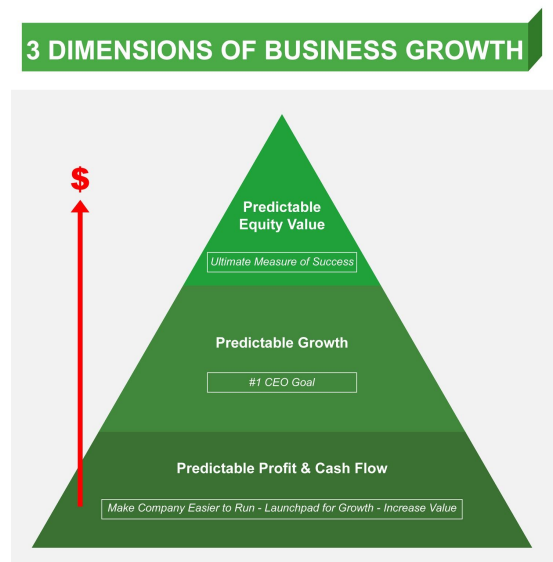 3 DIMENSIONS OF BUSINESS GROWTH
$
Predictable
Equity Value
Ultimate Measure of Success
Predictable Growth
#1 CEO Goal
Predictable Profit & Cash Flow
Make Company Easier to Run - Launchpad for Growth - Increase Value